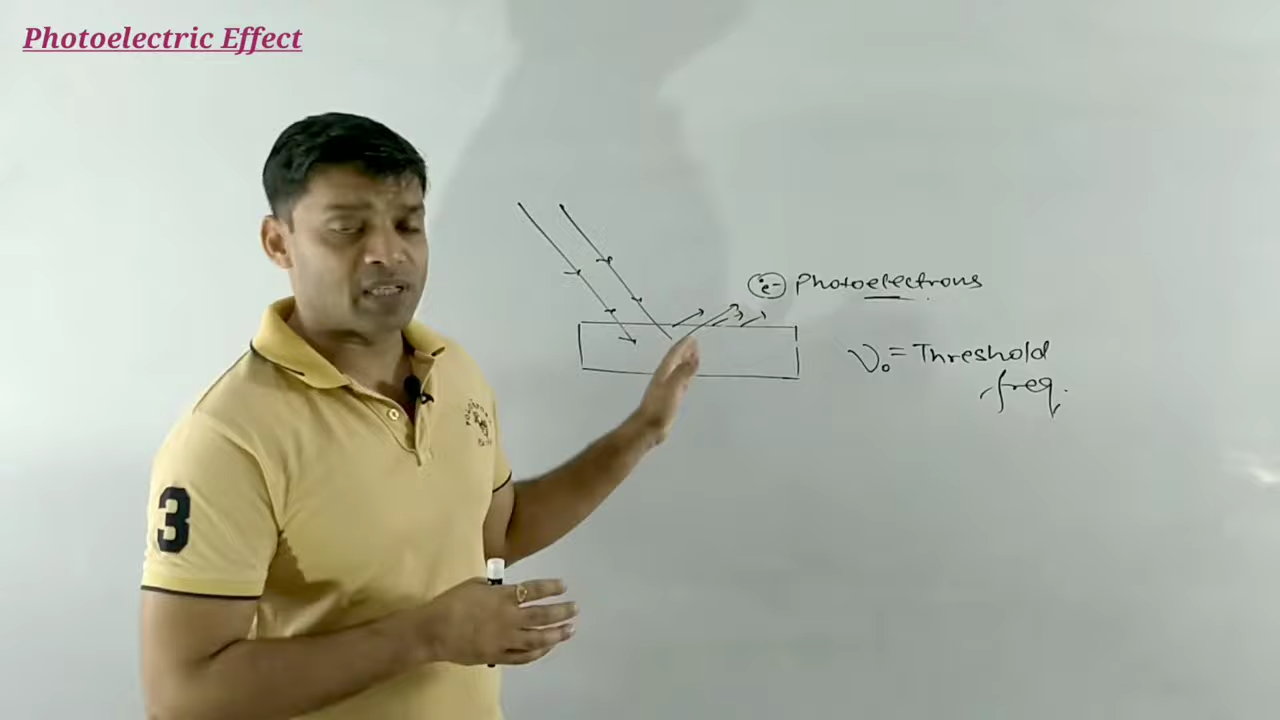 Photoelectric Effect
e- Photoelectrons
ν₀ = Threshold
freq.
3